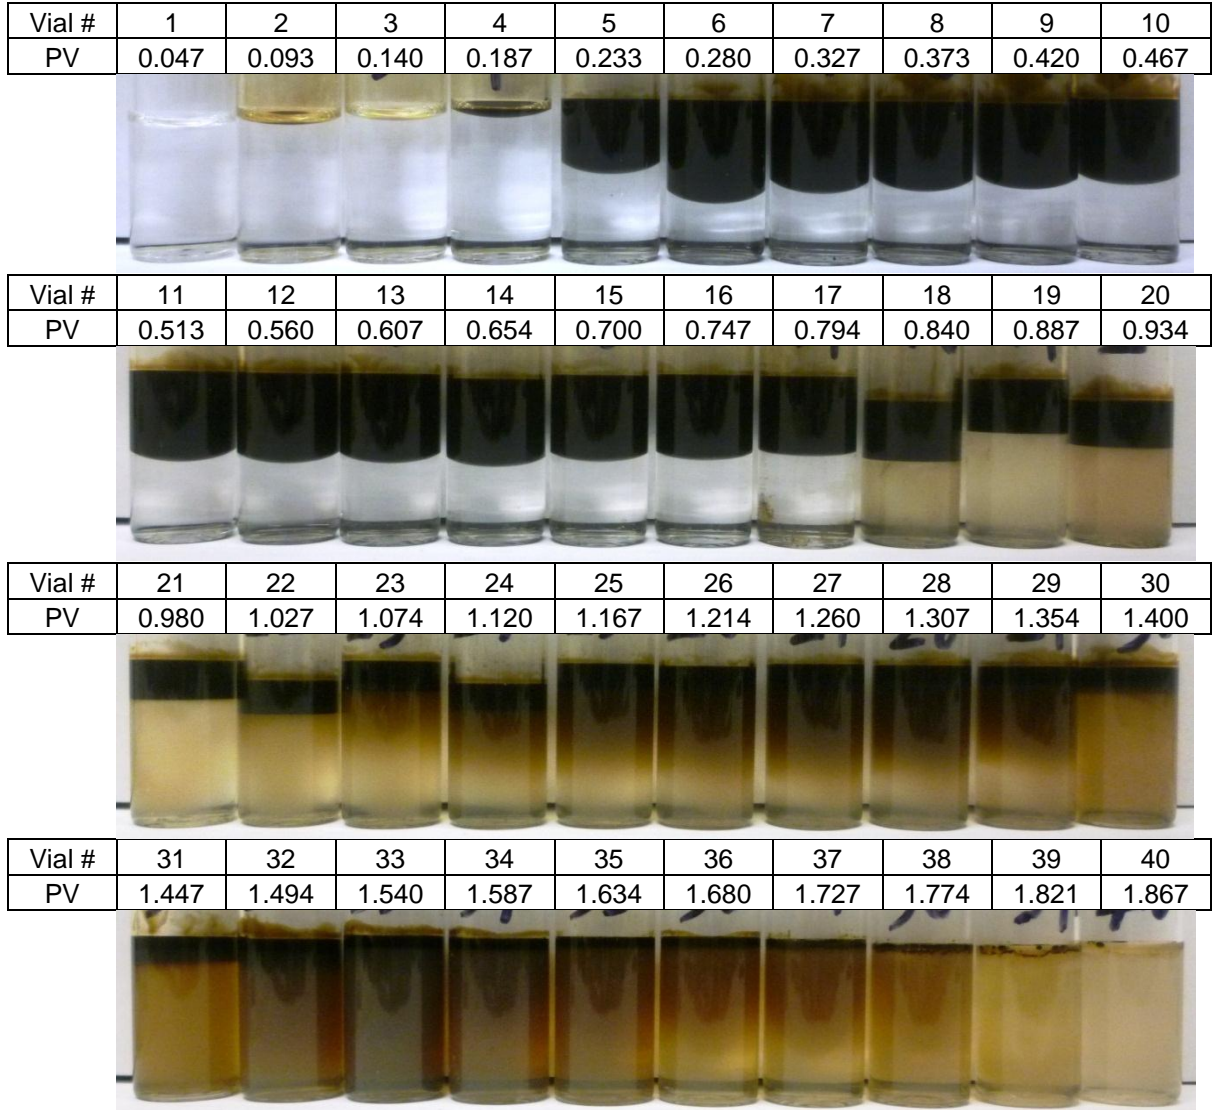 Vial # 1 2 3 4 5 6 7 8 9 10
PV 0.047 0.093 0.140 0.187 0.233 0.280 0.327 0.373 0.420 0.467
Vial # 11 12 13 14 15 16 17 18 19 20
PV 0.513 0.560 0.607 0.654 0.700 0.747 0.794 0.840 0.887 0.934
Vial # 21 22 23 24 25 26 27 28 29 30
PV 0.980 1.027 1.074 1.120 1.167 1.214 1.260 1.307 1.354 1.400
Vial # 31 32 33 34 35 36 37 38 39 40
PV 1.447 1.494 1.540 1.587 1.634 1.680 1.727 1.774 1.821 1.867